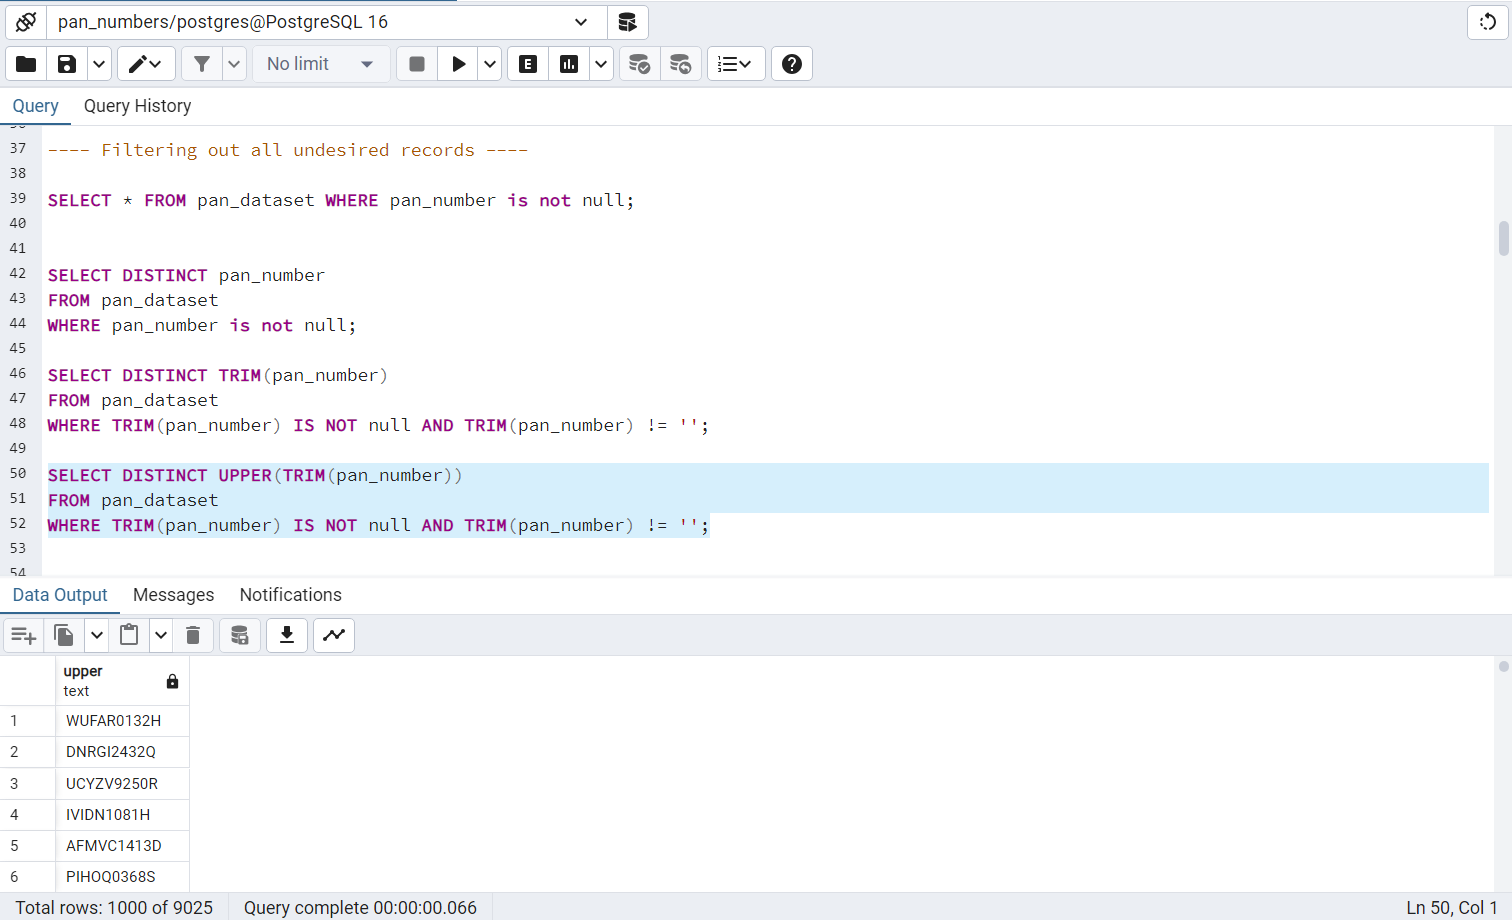 pan_numbers/postgres@PostgreSQL 16
No limit
E
Query Query History
37 ---- Filtering out all undesired records ----
38
39 SELECT * FROM pan_dataset WHERE pan_number is not null;
40
41
42 SELECT DISTINCT pan_number
43 FROM pan_dataset
44 WHERE pan_number is not null;
45
46 SELECT DISTINCT TRIM(pan_number)
47 FROM pan_dataset
48 WHERE TRIM(pan_number) IS NOT null AND TRIM(pan_number) != '';
49
50 SELECT DISTINCT UPPER(TRIM(pan_number))
51 FROM pan_dataset
52 WHERE TRIM(pan_number) IS NOT null AND TRIM(pan_number) != '';
53
54
Data Output Messages Notifications
upper
text
1 WUFAR0132H
2 DNRGI2432Q
3 UCYZV9250R
4 IVIDN1081H
5 AFMVC1413D
6 PIHOQ0368S
Total rows: 1000 of 9025 Query complete 00:00:00.066 Ln 50, Col 1